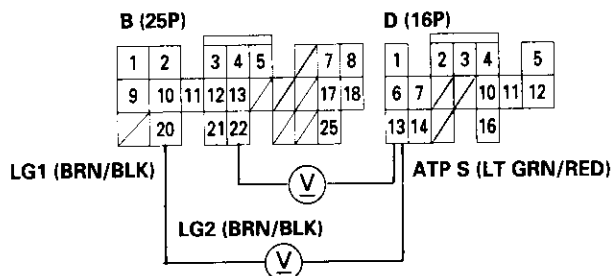 B (25P) D (16P)
1 2 3 4 5 7 8 1 2 3 4 5
9 10 11 12 13 17 18 6 7 10 11 12
20 21 22 25 13 14 16
LG1 (BRN/BLK) ATP S (LT GRN/RED)
V
LG2 (BRN/BLK)
V